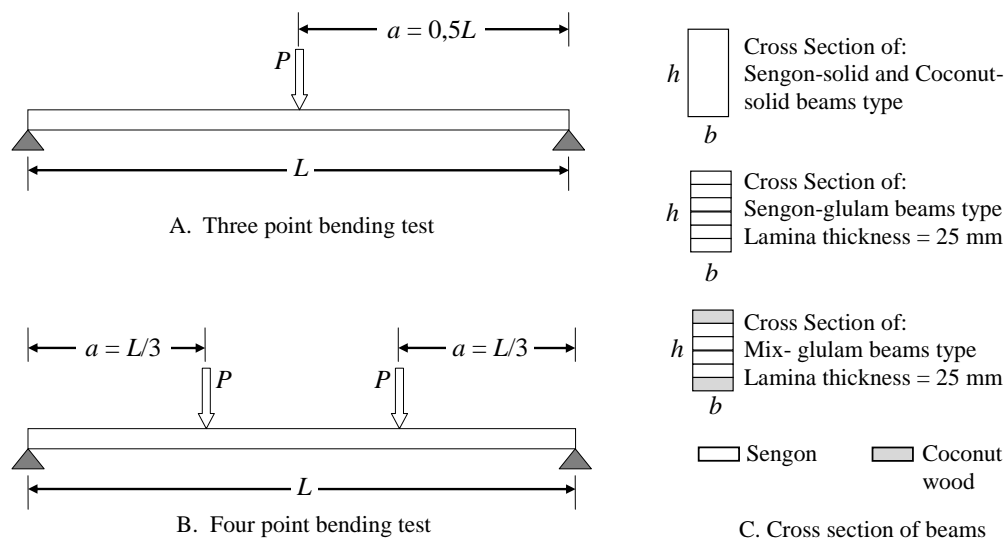 a = 0,5L
P
L
A. Three point bending test
a = L/3
a = L/3
P
P
L
B. Four point bending test
h
b
Cross Section of:
Sengon-solid and Coconut-
solid beams type
h
b
Cross Section of:
Sengon-glulam beams type
Lamina thickness = 25 mm
h
b
Cross Section of:
Mix- glulam beams type
Lamina thickness = 25 mm
Sengon
Coconut
wood
C. Cross section of beams